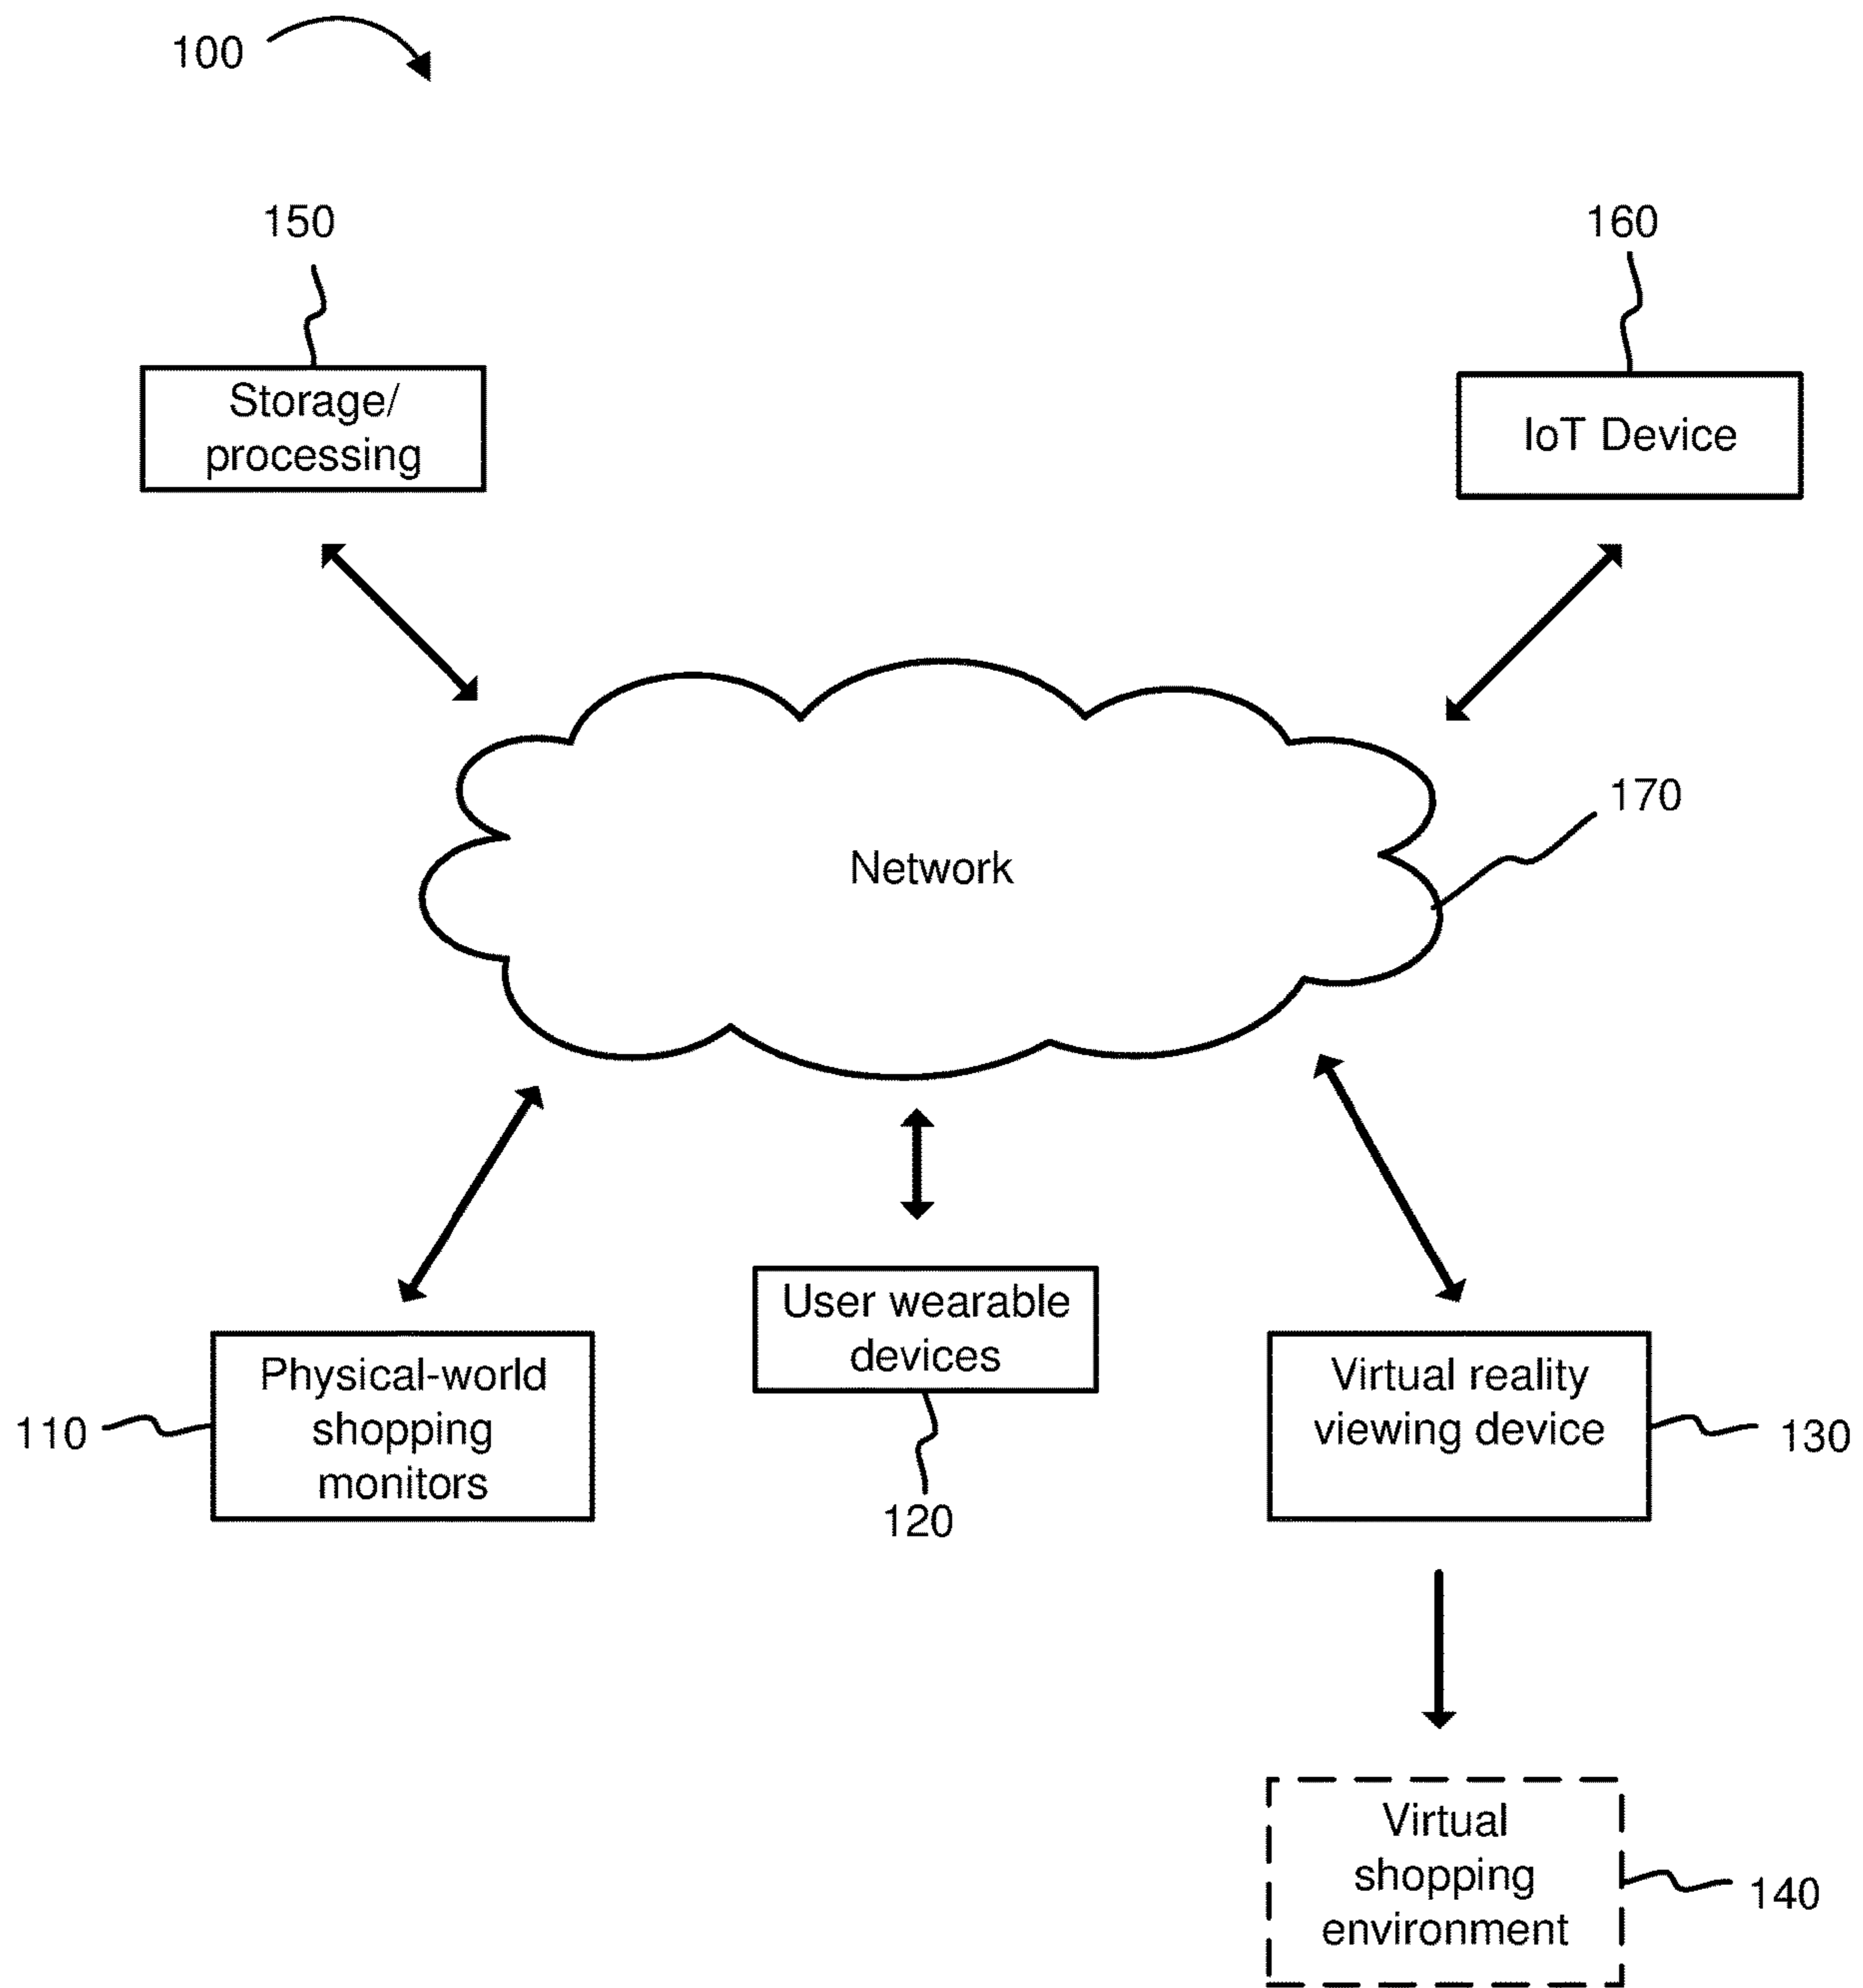 100
150
160
Storage/
processing
IoT Device
170
Network
User wearable
devices
Physical-world
shopping
monitors
Virtual reality
viewing device
110
130
120
Virtual
shopping
environment
140